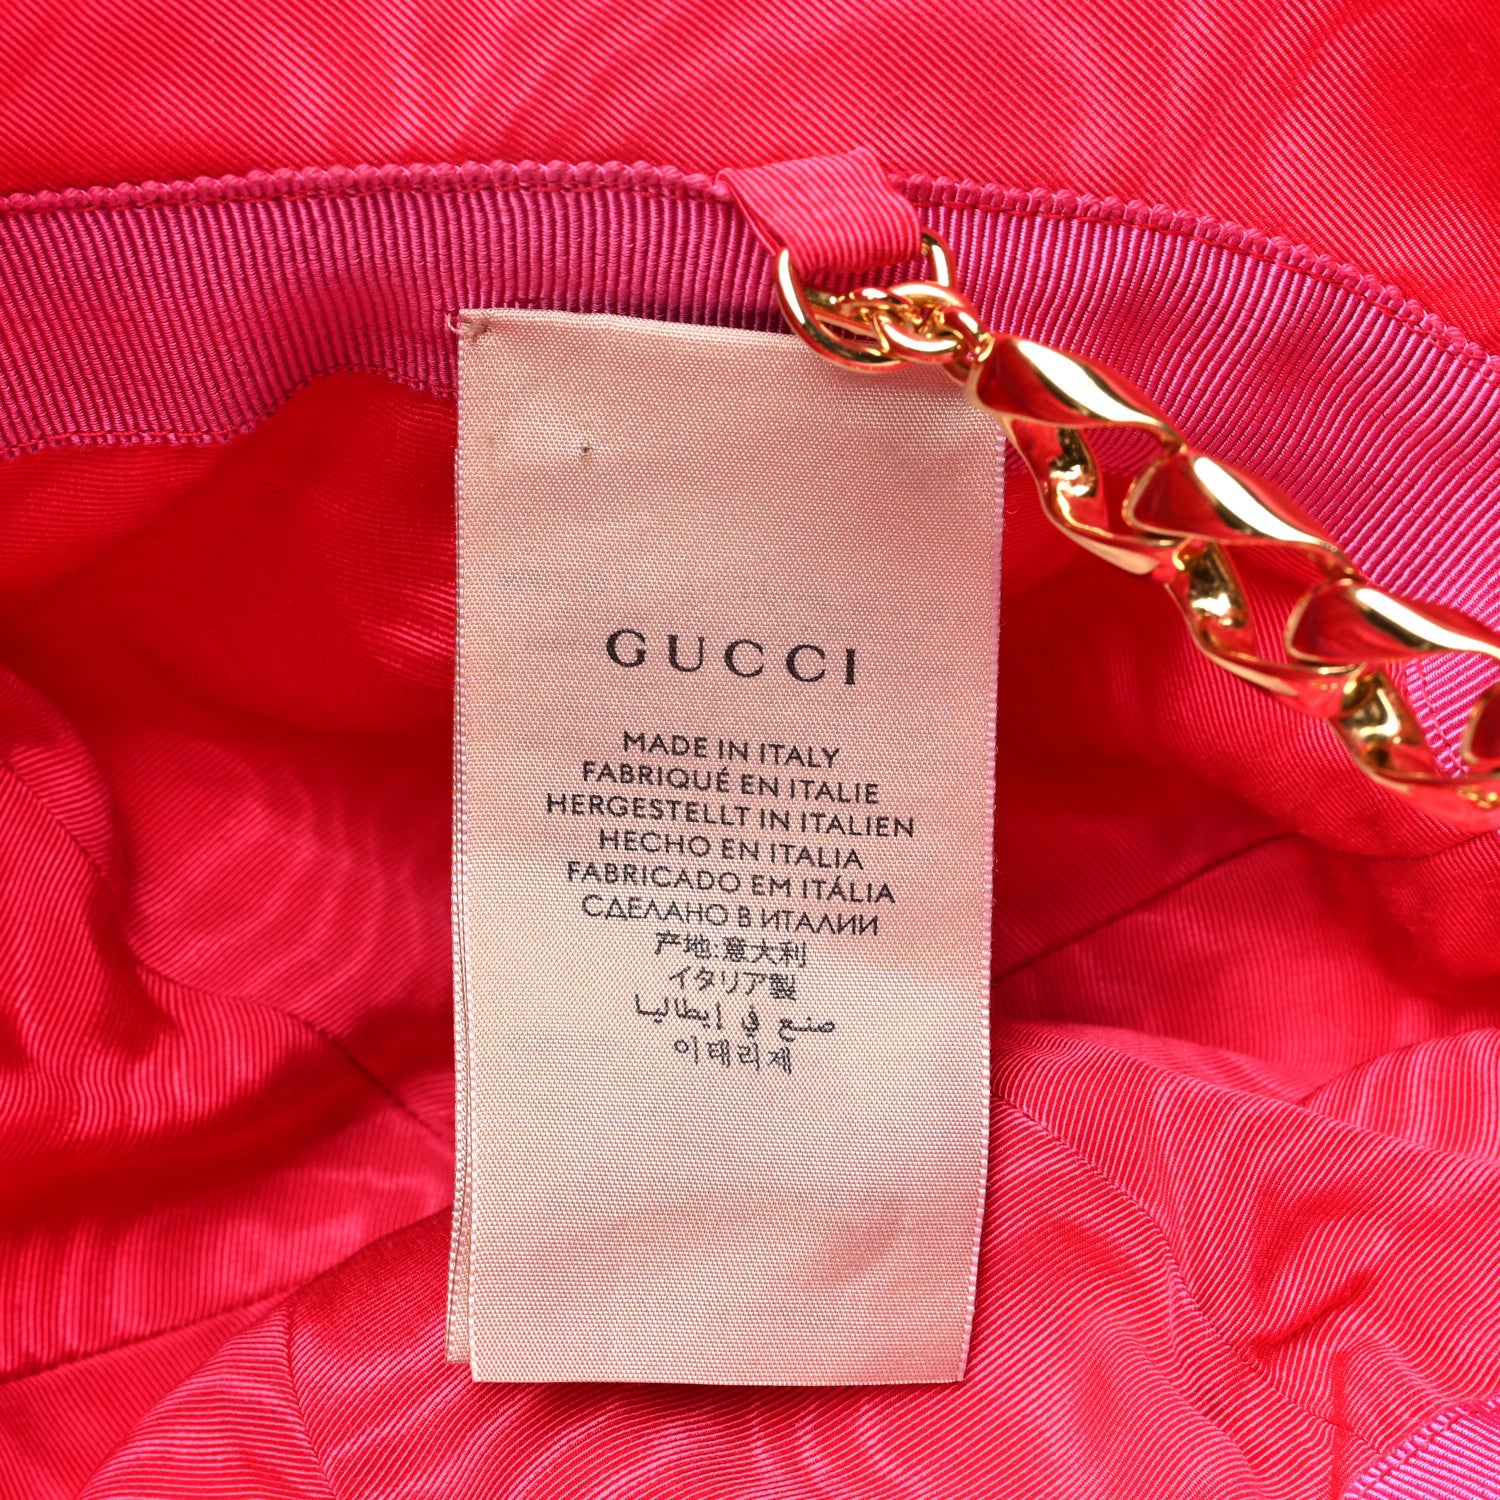 GUCCI
MADE IN ITALY
FABRIQUÉ EN ITALIE
HERGESTELLT IN ITALIEN
HECHO EN ITALIA
FABRICADO EM ITÁLIA
СДЕЛАНО В ИТАЛИИ
产地:意大利
イタリア製
صنع في إيطاليا
이태리제